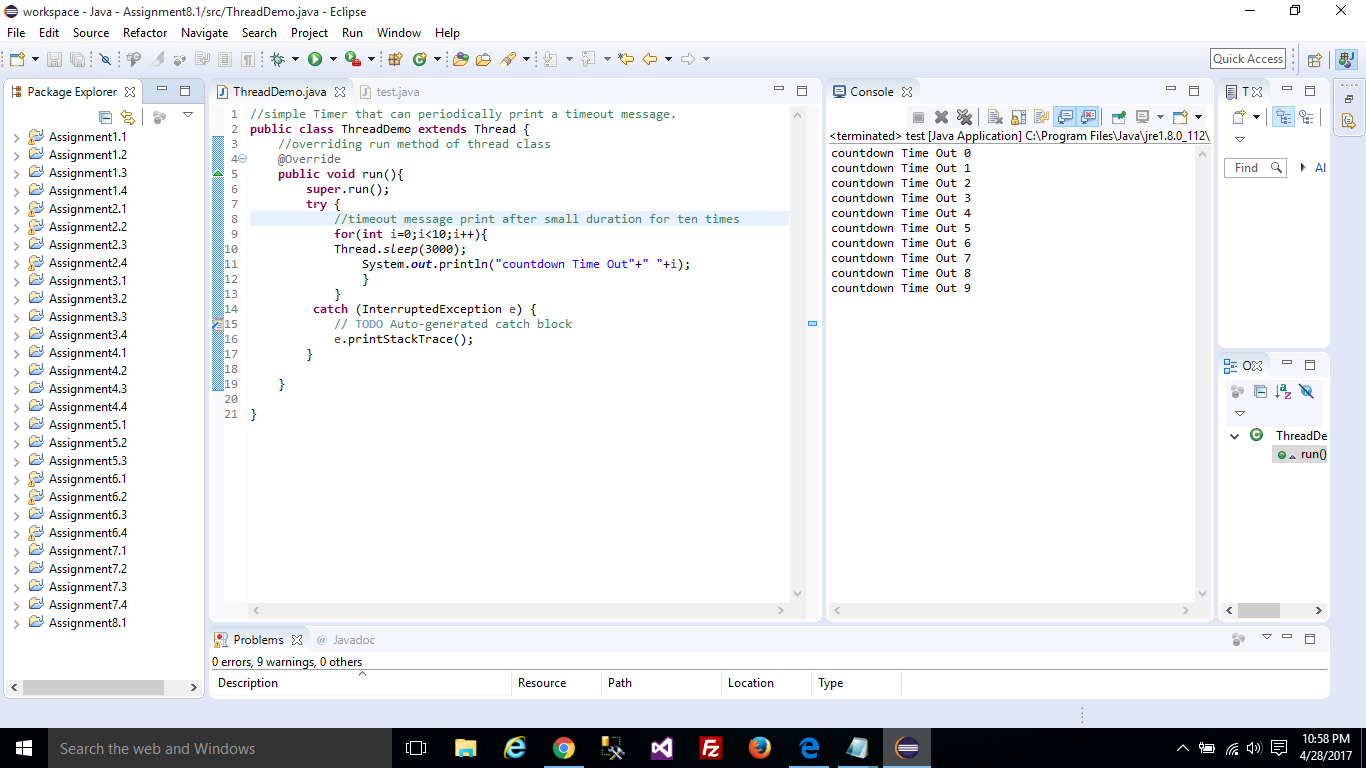 workspace - Java - Assignment8.1/src/ThreadDemo.java - Eclipse
File Edit Source Refactor Navigate Search Project Run Window Help
Quick Access
Package Explorer
Assignment1.1
Assignment1.2
Assignment1.3
Assignment1.4
Assignment2.1
Assignment2.2
Assignment2.3
Assignment2.4
Assignment3.1
Assignment3.2
Assignment3.3
Assignment3.4
Assignment4.1
Assignment4.2
Assignment4.3
Assignment4.4
Assignment5.1
Assignment5.2
Assignment5.3
Assignment6.1
Assignment6.2
Assignment6.3
Assignment6.4
Assignment7.1
Assignment7.2
Assignment7.3
Assignment7.4
Assignment8.1
ThreadDemo.java test.java
1 //simple Timer that can periodically print a timeout message.
2 public class ThreadDemo extends Thread {
3 //overriding run method of thread class
4 @Override
5 public void run(){
6 super.run();
7 try {
8 //timeout message print after small duration for ten times
9 for(int i=0;i<10;i++){
10 Thread.sleep(3000);
11 System.out.println("countdown Time Out"+" "+i);
12 }
13 }
14 catch (InterruptedException e) {
15 // TODO Auto-generated catch block
16 e.printStackTrace();
17 }
18
19 }
20
21 }
Console
<terminated> test [Java Application] C:\Program Files\Java\jre1.8.0_112\
countdown Time Out 0
countdown Time Out 1
countdown Time Out 2
countdown Time Out 3
countdown Time Out 4
countdown Time Out 5
countdown Time Out 6
countdown Time Out 7
countdown Time Out 8
countdown Time Out 9
T
Find Al
O
ThreadDe
run()
Problems @ Javadoc
0 errors, 9 warnings, 0 others
Description Resource Path Location Type
Search the web and Windows
10:58 PM
4/28/2017